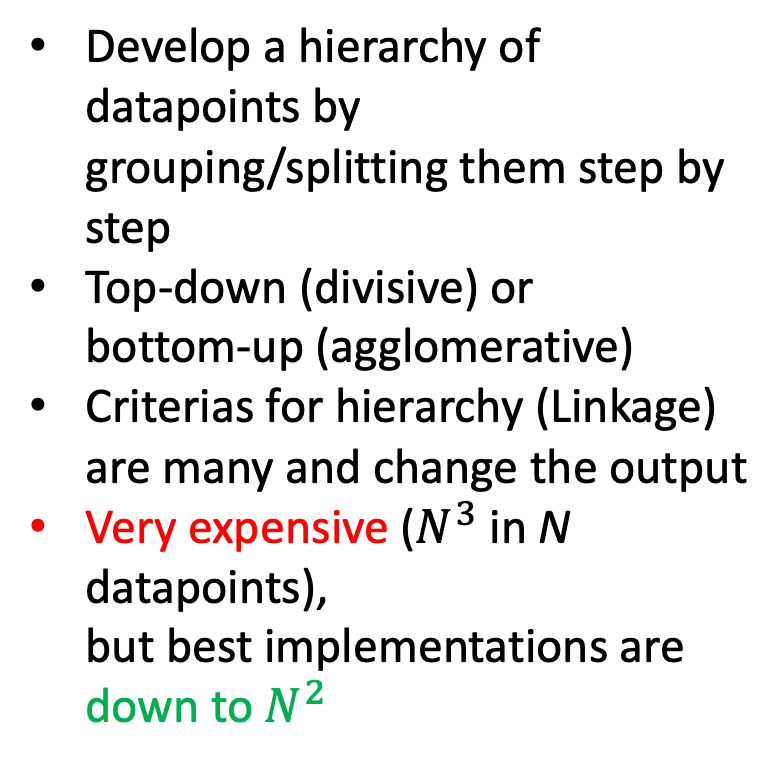 • Develop a hierarchy of
datapoints by
grouping/splitting them step by
step
• Top-down (divisive) or
bottom-up (agglomerative)
• Criterias for hierarchy (Linkage)
are many and change the output
• Very expensive (N³ in N
datapoints),
but best implementations are
down to N²